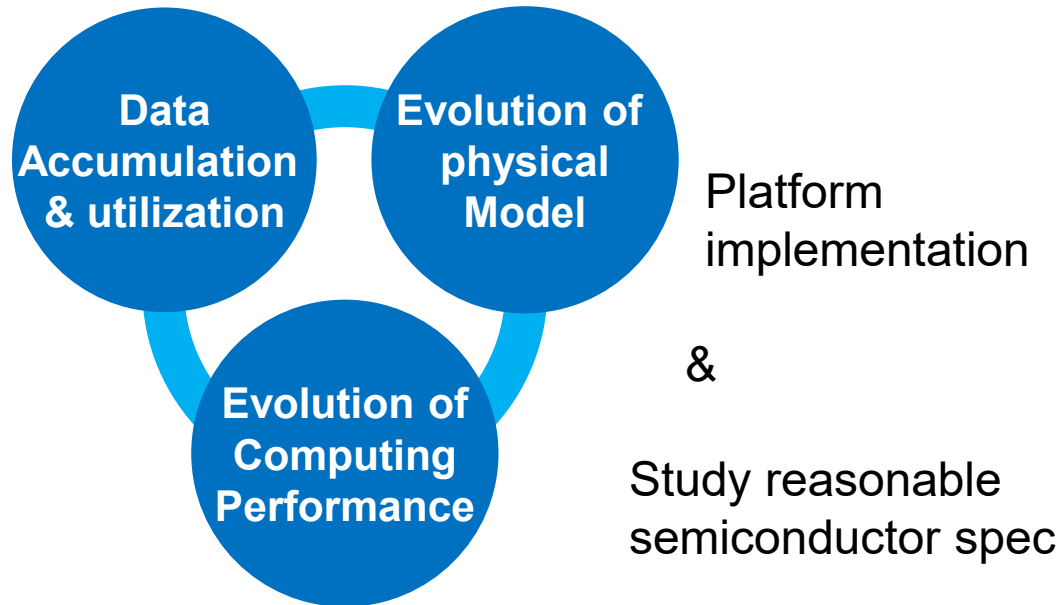 Data
Accumulation
& utilization
Evolution of
physical
Model
Evolution of
Computing
Performance
Platform
implementation
&
Study reasonable
semiconductor spec